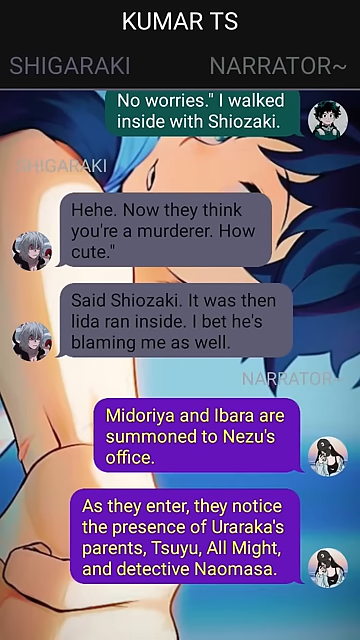 KUMAR TS
SHIGARAKI NARRATOR~
No worries." I walked
inside with Shiozaki.
SHIGARAKI
Hehe. Now they think
you're a murderer. How
cute."
Said Shiozaki. It was then
Iida ran inside. I bet he's
blaming me as well.
NARRATOR~
Midoriya and Ibara are
summoned to Nezu's
office.
As they enter, they notice
the presence of Uraraka's
parents, Tsuyu, All Might,
and detective Naomasa.